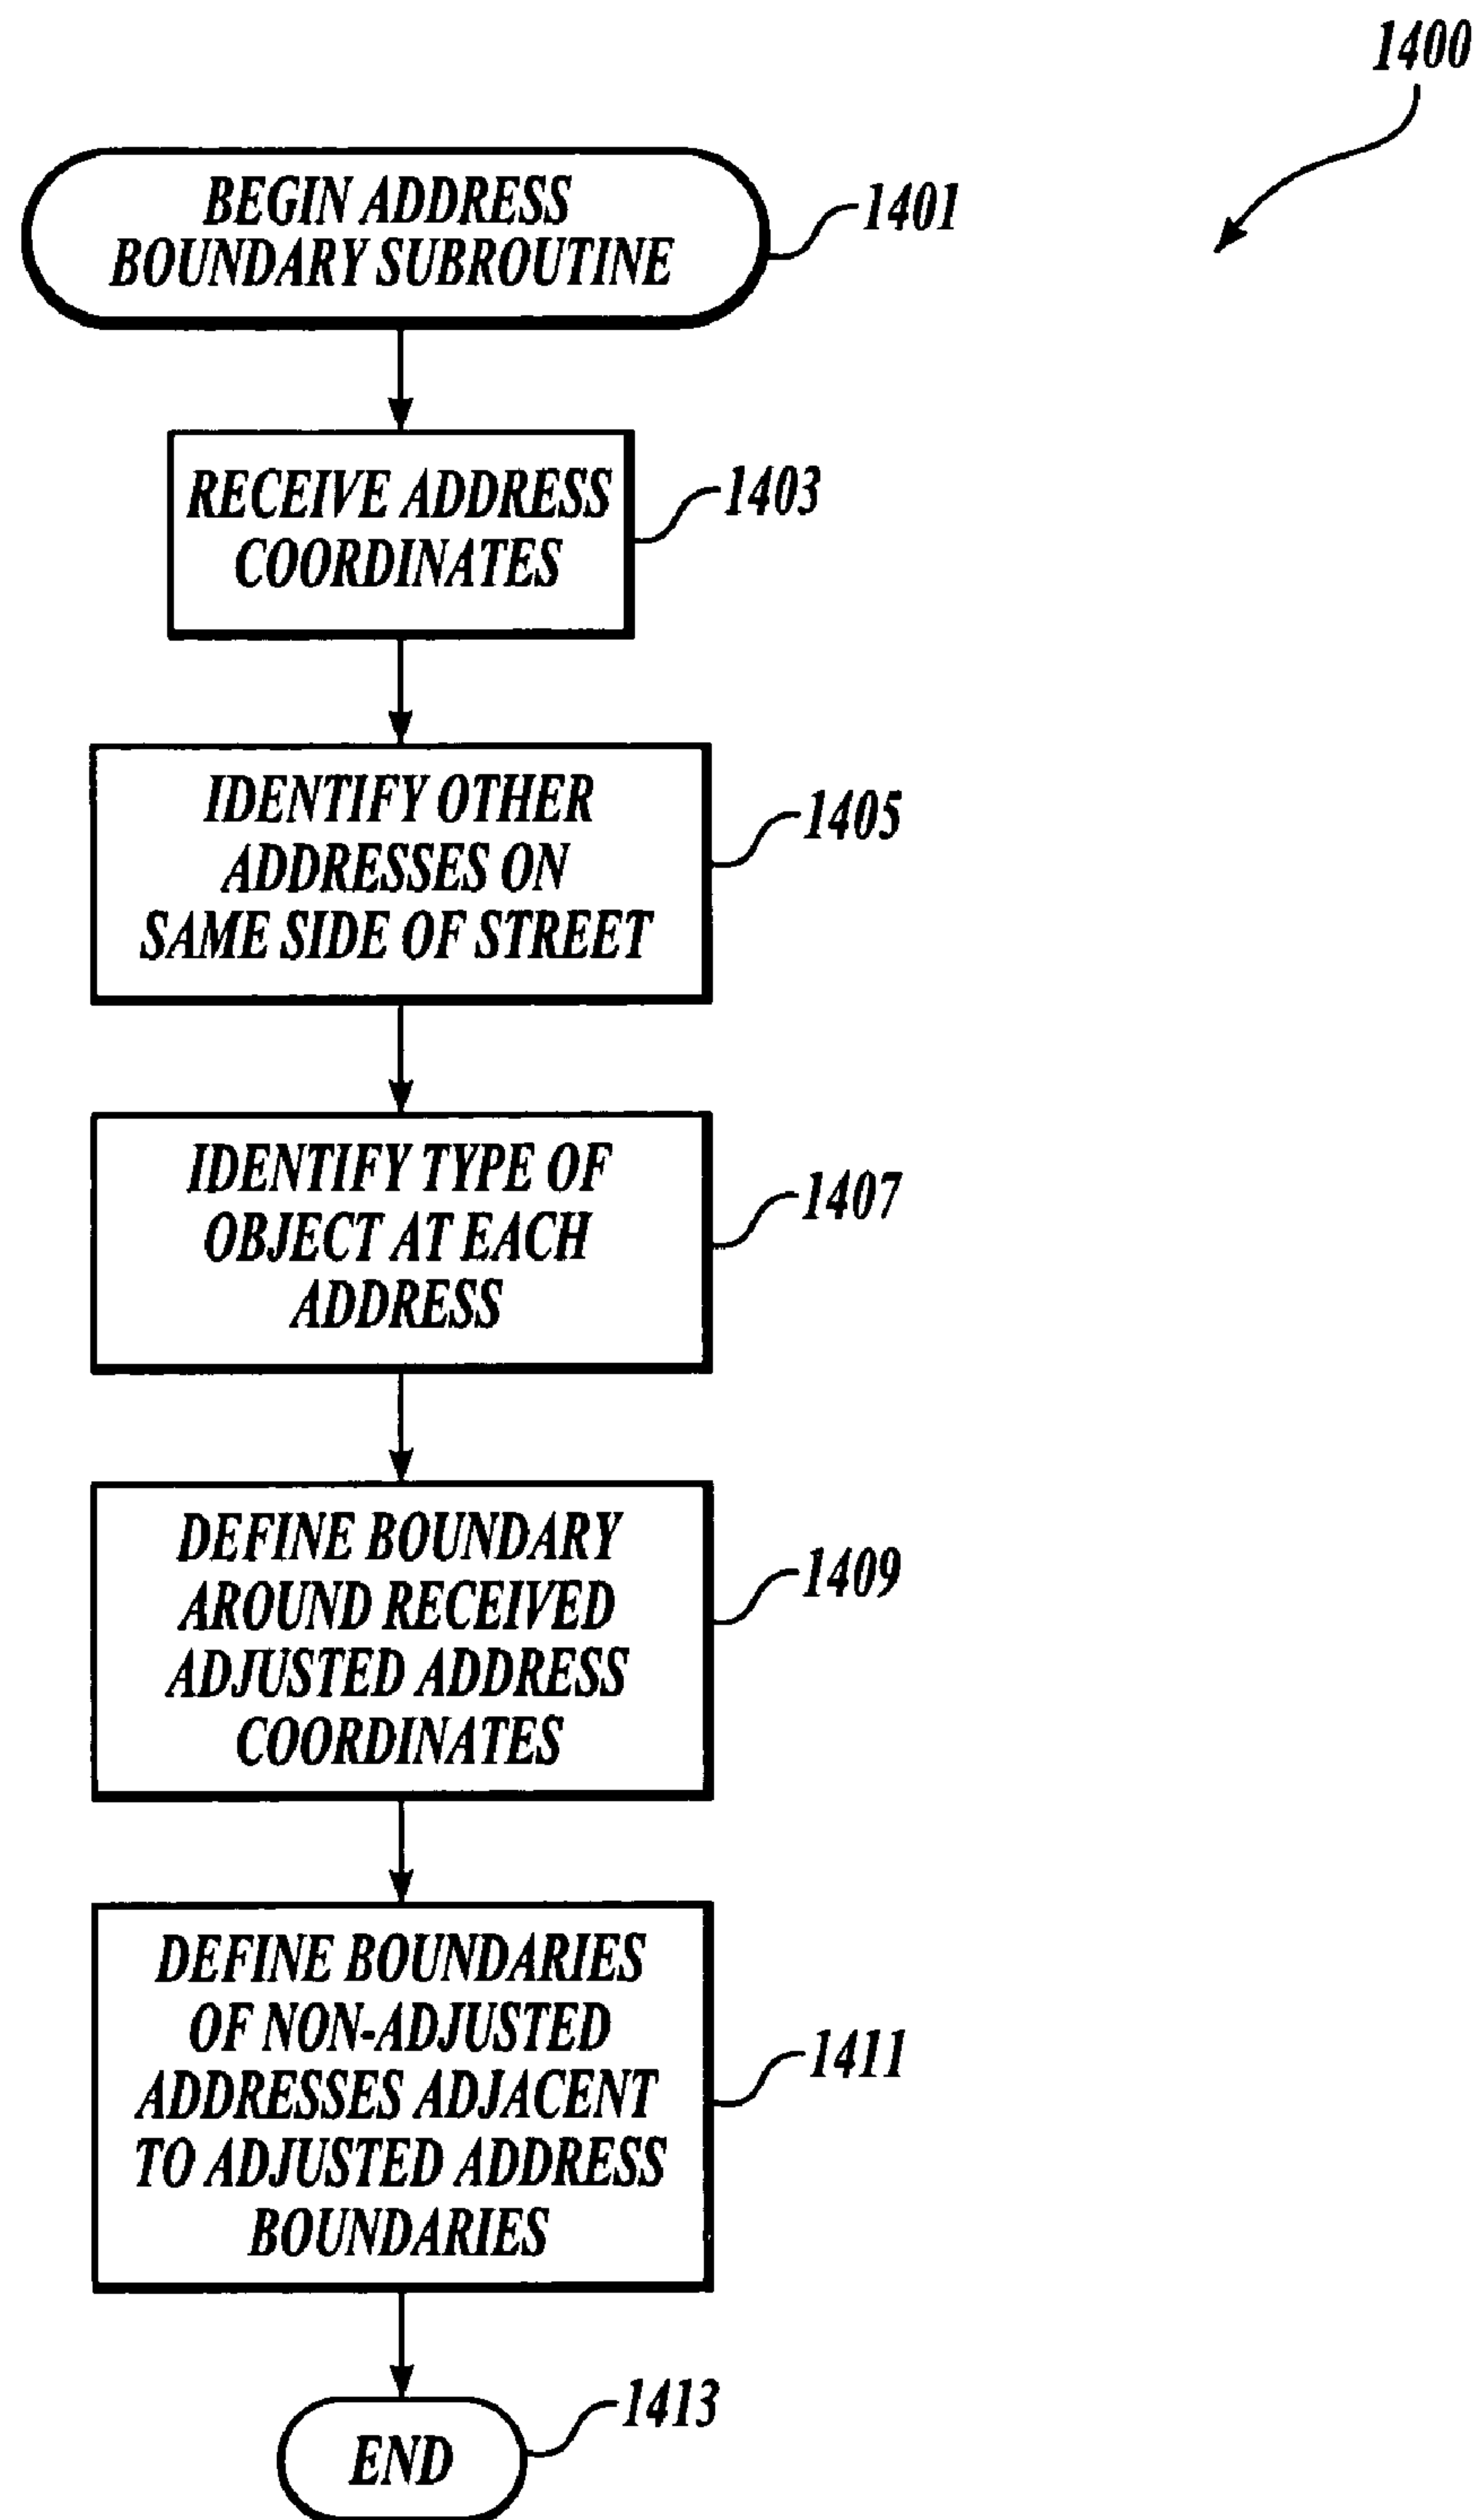 1400
BEGIN ADDRESS
BOUNDARY SUBROUTINE
1401
RECEIVE ADDRESS
COORDINATES
1403
IDENTIFY OTHER
ADDRESSES ON
SAME SIDE OF STREET
1405
IDENTIFY TYPE OF
OBJECT AT EACH
ADDRESS
1407
DEFINE BOUNDARY
AROUND RECEIVED
ADJUSTED ADDRESS
COORDINATES
1409
DEFINE BOUNDARIES
OF NON-ADJUSTED
ADDRESSES ADJACENT
TO ADJUSTED ADDRESS
BOUNDARIES
1411
END
1413